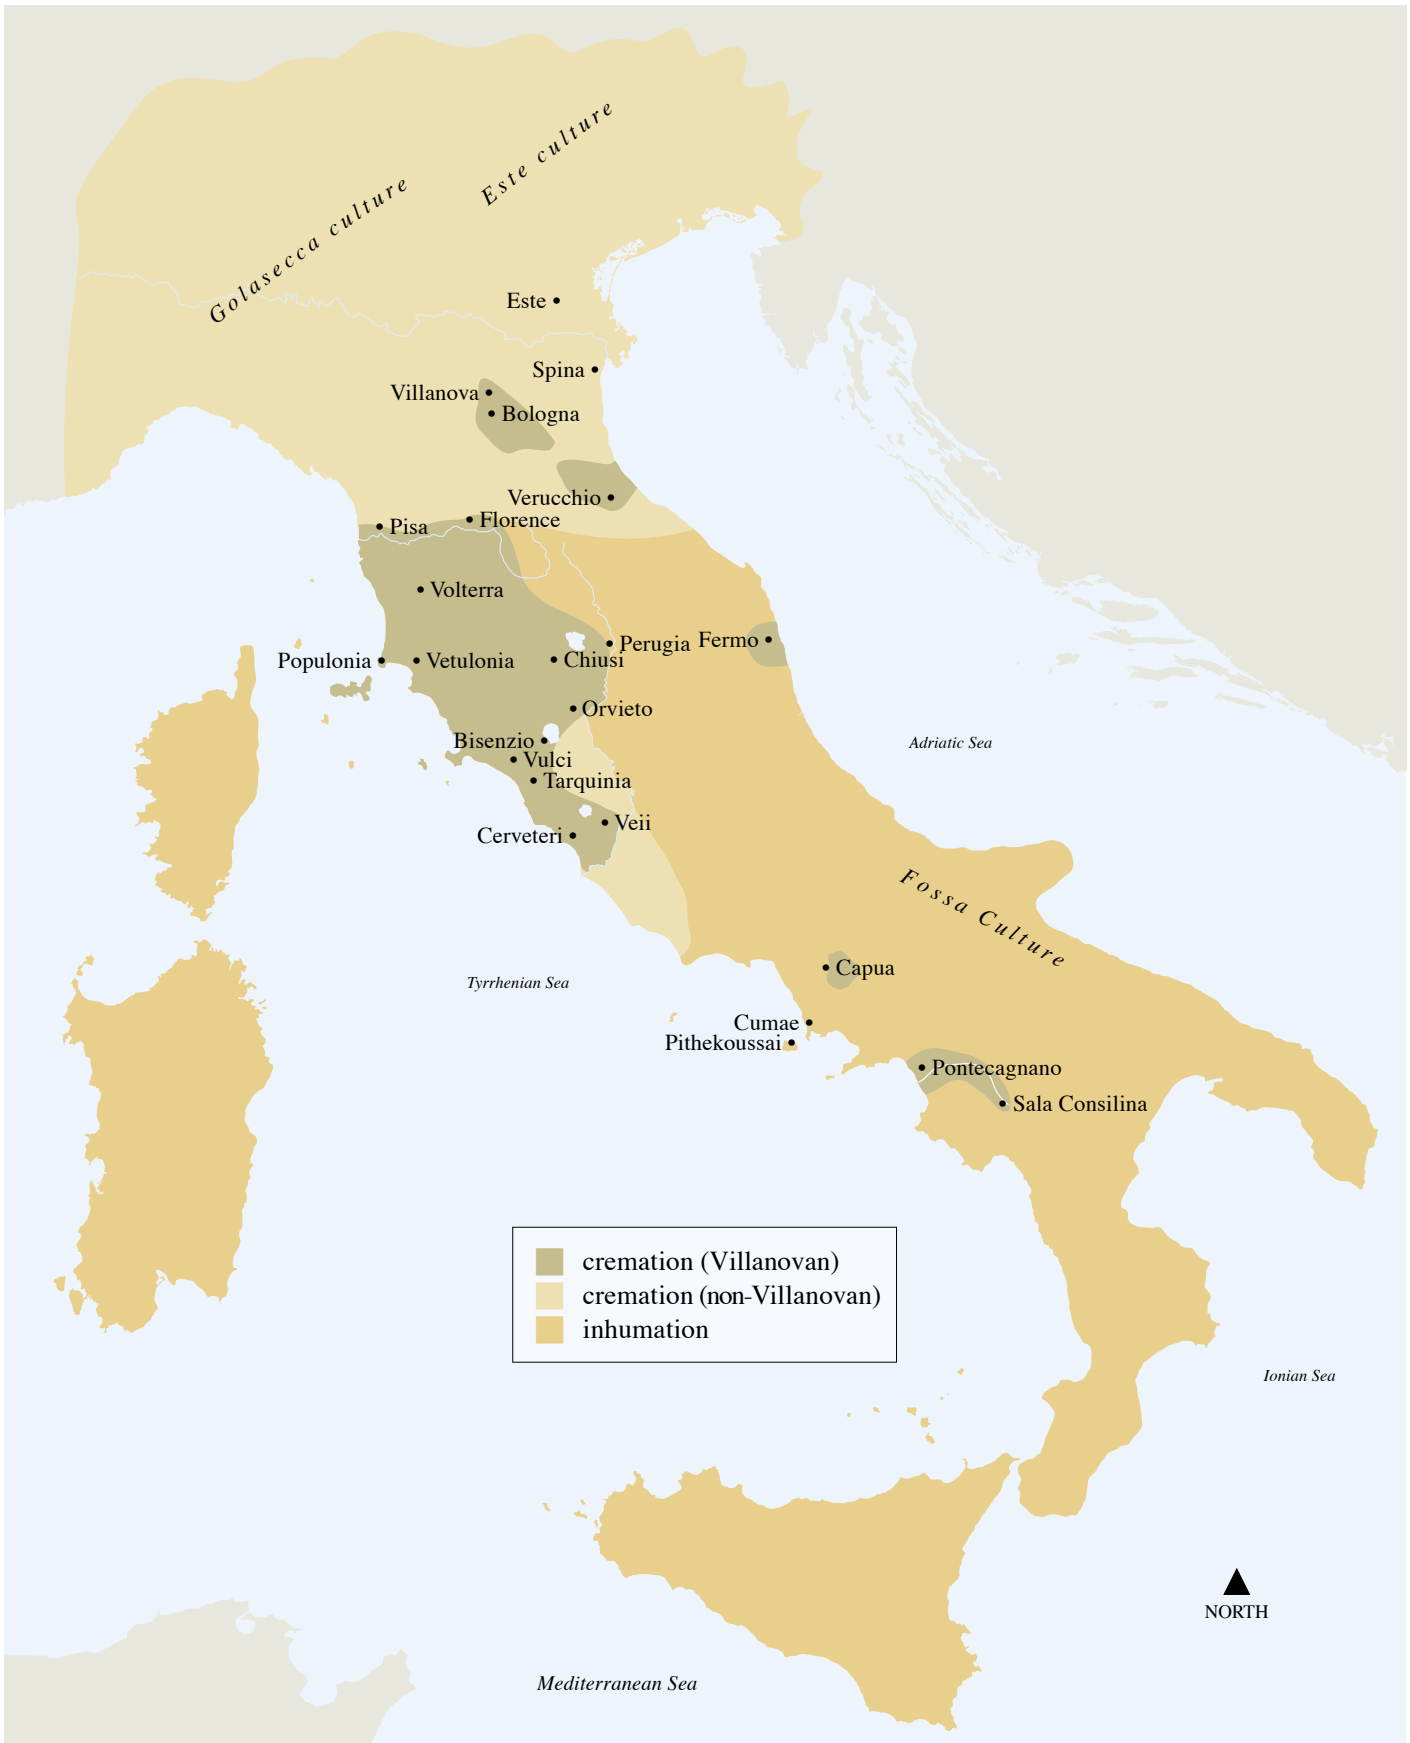 Este culture
Golasecca culture
Este
Spina
Villanova
Bologna
Verucchio
Pisa
Florence
Volterra
Perugia
Fermo
Populonia
Vetulonia
Chiusi
Orvieto
Bisenzio
Vulci
Tarquinia
Adriatic Sea
Veii
Cerveteri
Fossa Culture
Capua
Tyrrhenian Sea
Cumae
Pithekoussai
Pontecagnano
Sala Consilina
cremation (Villanovan)
cremation (non-Villanovan)
inhumation
Ionian Sea
NORTH
Mediterranean Sea